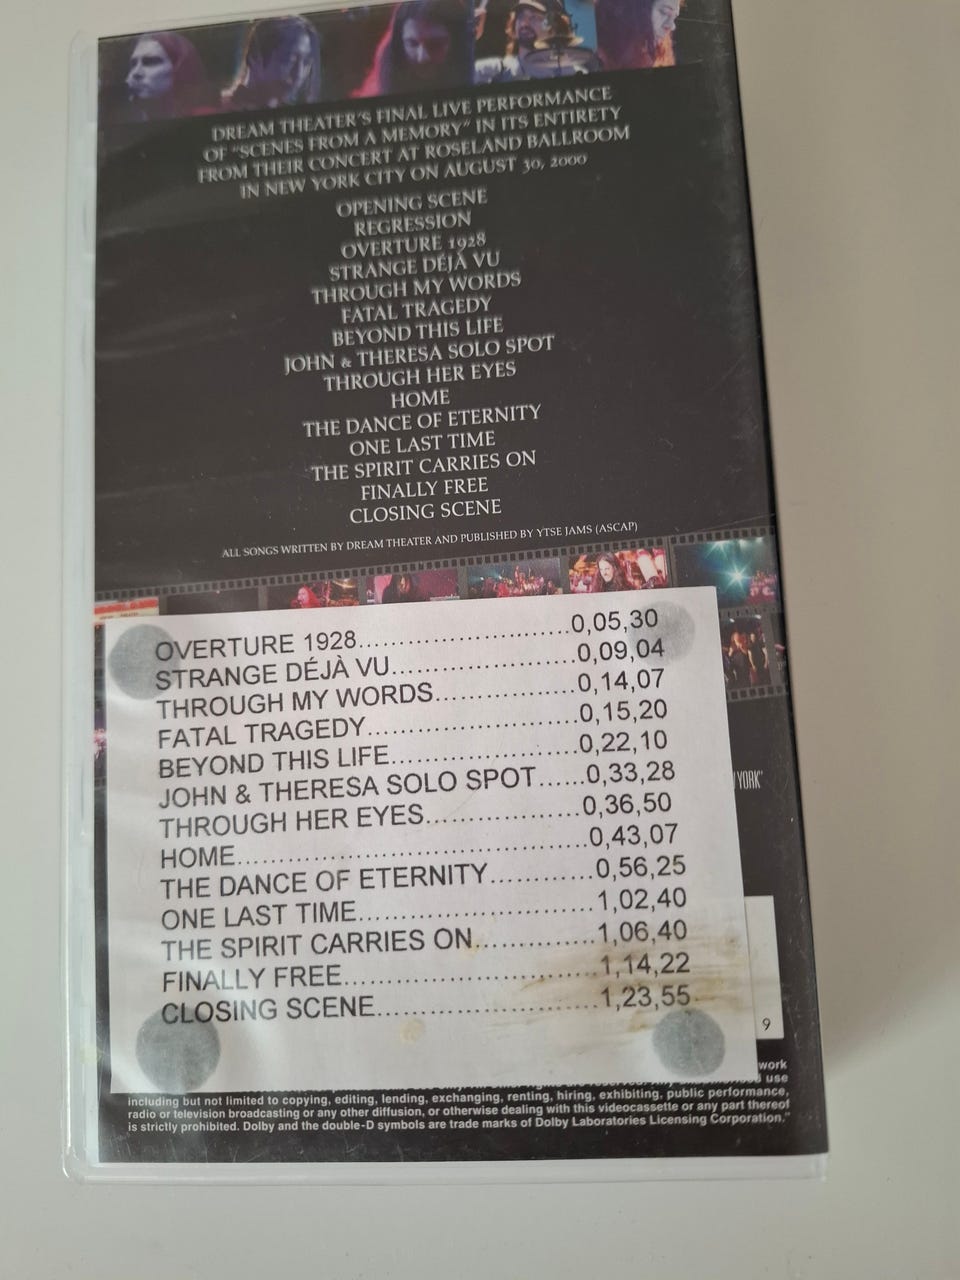 DREAM THEATER'S FINAL LIVE PERFORMANCE
OF "SCENES FROM A MEMORY" IN ITS ENTIRETY
FROM THEIR CONCERT AT ROSELAND BALLROOM
IN NEW YORK CITY ON AUGUST 30, 2000
OPENING SCENE
REGRESSION
OVERTURE 1928
STRANGE DÉJÀ VU
THROUGH MY WORDS
FATAL TRAGEDY
BEYOND THIS LIFE
JOHN & THERESA SOLO SPOT
THROUGH HER EYES
HOME
THE DANCE OF ETERNITY
ONE LAST TIME
THE SPIRIT CARRIES ON
FINALLY FREE
CLOSING SCENE
ALL SONGS WRITTEN BY DREAM THEATER AND PUBLISHED BY YTSE JAMS (ASCAP)
OVERTURE 1928..............................0,05,30
STRANGE DÉJÀ VU..........................0,09,04
THROUGH MY WORDS....................0,14,07
FATAL TRAGEDY.............................0,15,20
BEYOND THIS LIFE..........................0,22,10
JOHN & THERESA SOLO SPOT......0,33,28
THROUGH HER EYES......................0,36,50
HOME................................................0,43,07
THE DANCE OF ETERNITY.............0,56,25
ONE LAST TIME.................................1,02,40
THE SPIRIT CARRIES ON.................1,06,40
FINALLY FREE...................................1,14,22
CLOSING SCENE...............................1,23,55
YORK"
9
work
use
including but not limited to copying, editing, lending, exchanging, renting, hiring, exhibiting, public performance,
radio or television broadcasting or any other diffusion, or otherwise dealing with this videocassette or any part thereof
is strictly prohibited. Dolby and the double-D symbols are trade marks of Dolby Laboratories Licensing Corporation."